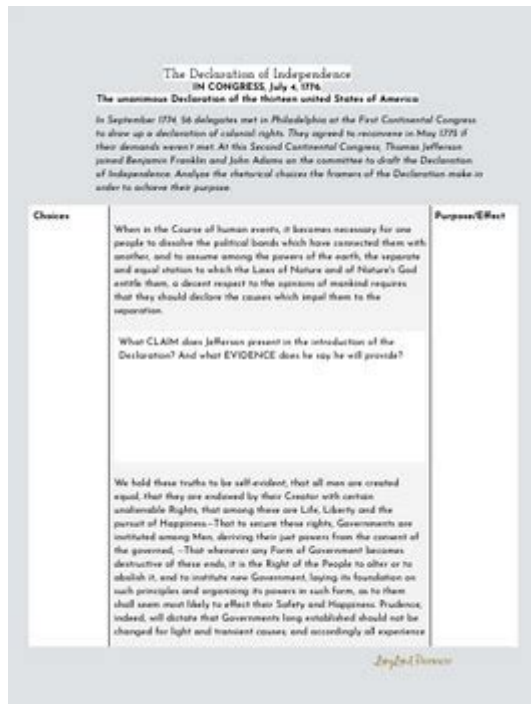 The Declaration of Independence
IN CONGRESS, July 4, 1776.
The unanimous Declaration of the thirteen united States of America
In September 1774, 56 delegates met in Philadelphia at the First Continental Congress
to draw up a declaration of colonial rights. They agreed to reconvene in May 1775 if
their demands weren't met. At this Second Continental Congress, Thomas Jefferson
joined Benjamin Franklin and John Adams on the committee to draft the Declaration
of Independence. Analyze the rhetorical choices the framers of the Declaration make in
order to achieve their purpose.
Choices
When in the Course of human events, it becomes necessary for one
people to dissolve the political bands which have connected them with
another, and to assume among the powers of the earth, the separate
and equal station to which the Laws of Nature and of Nature's God
entitle them, a decent respect to the opinions of mankind requires
that they should declare the causes which impel them to the
separation.
What CLAIM does Jefferson present in the introduction of the
Declaration? And what EVIDENCE does he say he will provide?
We hold these truths to be self-evident, that all men are created
equal, that they are endowed by their Creator with certain
unalienable Rights, that among these are Life, Liberty and the
pursuit of Happiness.—That to secure these rights, Governments are
instituted among Men, deriving their just powers from the consent of
the governed, —That whenever any Form of Government becomes
destructive of these ends, it is the Right of the People to alter or to
abolish it, and to institute new Government, laying its foundation on
such principles and organizing its powers in such form, as to them
shall seem most likely to effect their Safety and Happiness. Prudence,
indeed, will dictate that Governments long established should not be
changed for light and transient causes; and accordingly all experience
Purpose/Effect